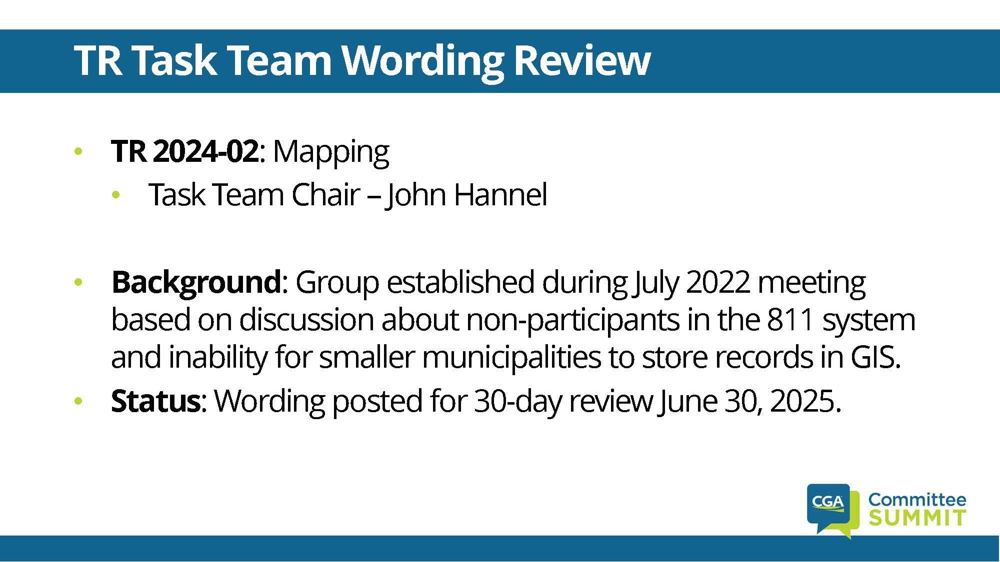 TR Task Team Wording Review
• TR 2024-02: Mapping
• Task Team Chair – John Hannel
• Background: Group established during July 2022 meeting
based on discussion about non-participants in the 811 system
and inability for smaller municipalities to store records in GIS.
• Status: Wording posted for 30-day review June 30, 2025.
CGA
Committee
SUMMIT